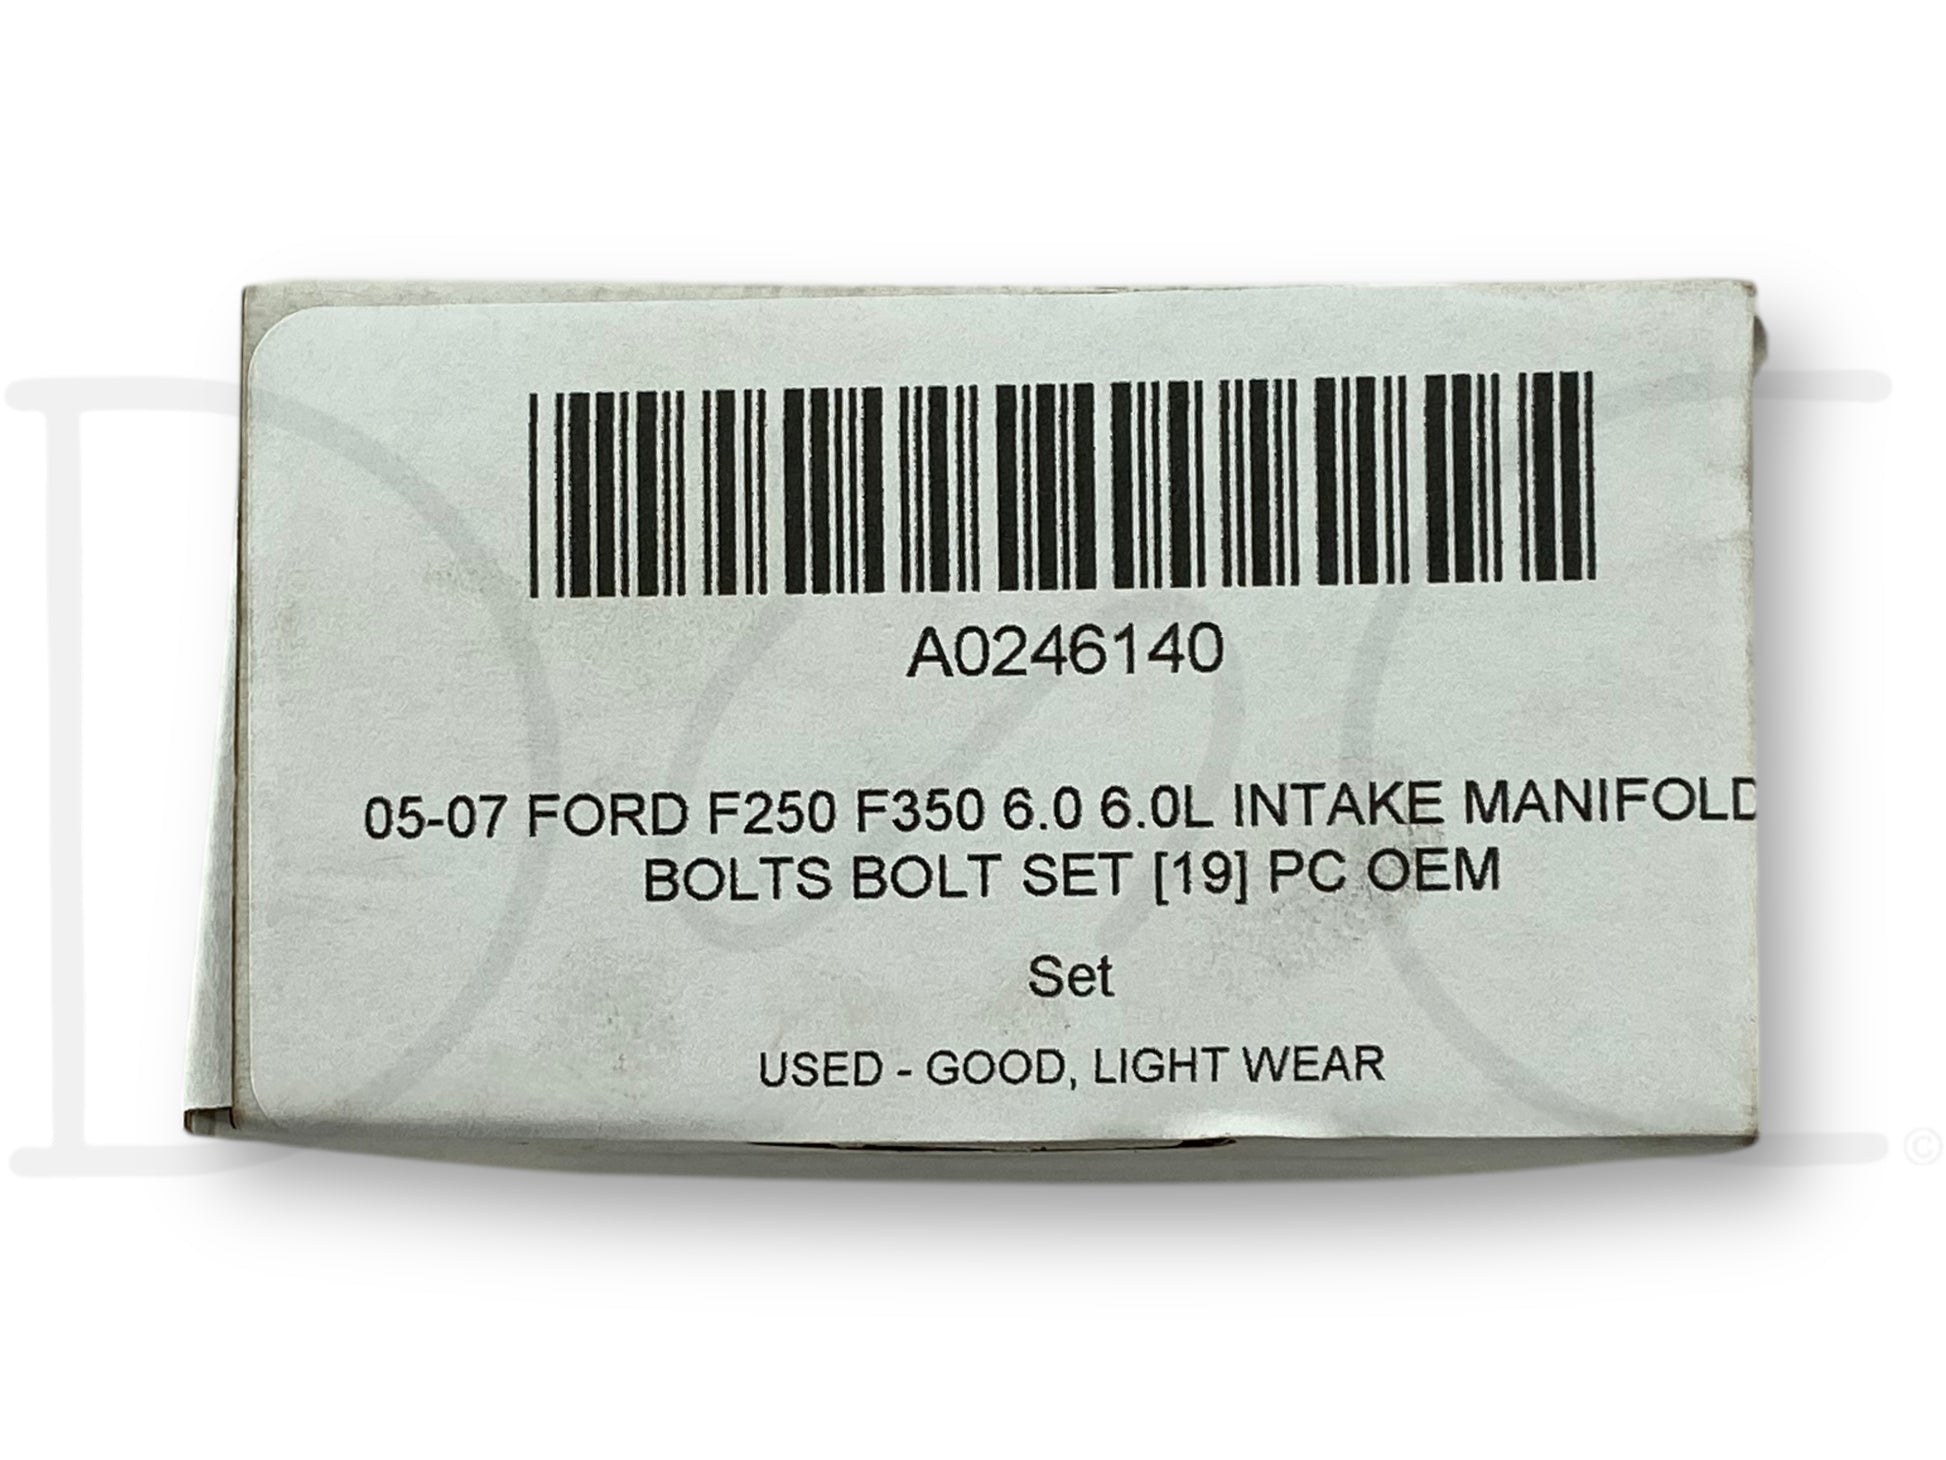 A0246140
05-07 FORD F250 F350 6.0 6.0L INTAKE MANIFOLD
BOLTS BOLT SET [19] PC OEM
Set
USED - GOOD, LIGHT WEAR
©